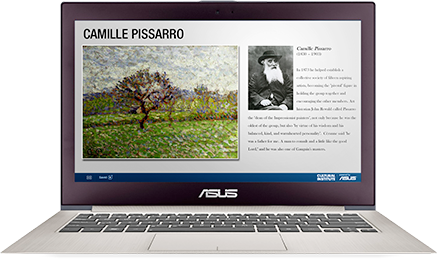 CAMILLE PISSARRO
Camille Pissarro
(1830 – 1903)
In 1873 he helped establish a
collective society of fifteen aspiring
artists, becoming the "pivotal" figure in
holding the group together and
encouraging the other members. Art
historian John Rewald called Pissarro
the "dean of the Impressionist painters", not only because he was the
oldest of the group, but also "by virtue of his wisdom and his
balanced, kind, and warmhearted personality". Cézanne said "he
was a father for me. A man to consult and a little like the good
Lord," and he was also one of Gauguin's masters.
Search
CULTURAL
INSTITUTE
ASUS
ASUS